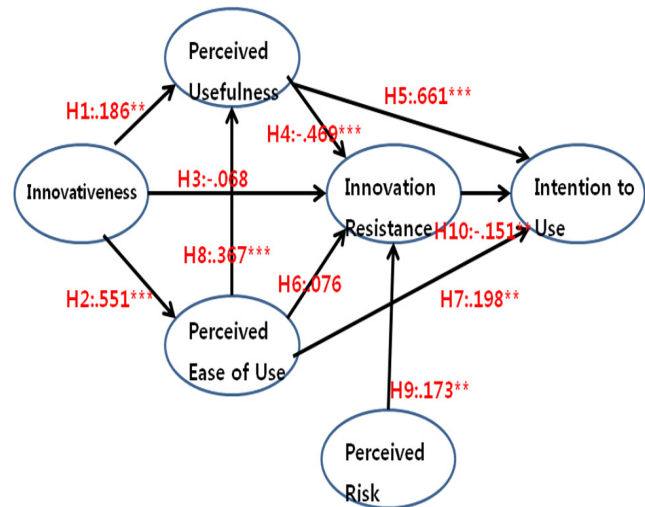 Perceived
Usefulness
H1:.186**
H5:.661***
H4:-.469***
Innovativeness
H3:-.068
Innovation
Resistance
Intention to
Use
H10:-.151**
H8:.367***
H6:.076
H2:.551***
H7:.198**
Perceived
Ease of Use
H9:.173**
Perceived
Risk